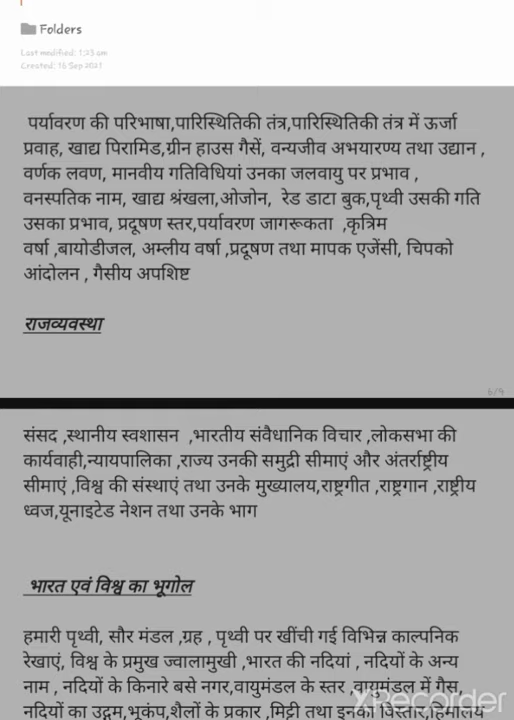 Folders
Last modified: 1:23 am
Created: 16 Sep 2021
पर्यावरण की परिभाषा,पारिस्थितिकी तंत्र,पारिस्थितिकी तंत्र में ऊर्जा
प्रवाह, खाद्य पिरामिड,ग्रीन हाउस गैसें, वन्यजीव अभयारण्य तथा उद्यान ,
वर्णक लवण, मानवीय गतिविधियां उनका जलवायु पर प्रभाव ,
वनस्पतिक नाम, खाद्य श्रंखला,ओजोन,  रेड डाटा बुक,पृथ्वी उसकी गति
उसका प्रभाव, प्रदूषण स्तर,पर्यावरण जागरूकता  ,कृत्रिम
वर्षा ,बायोडीजल, अम्लीय वर्षा ,प्रदूषण तथा मापक एजेंसी, चिपको
आंदोलन , गैसीय अपशिष्ट
राजव्यवस्था
संसद ,स्थानीय स्वशासन  ,भारतीय संवैधानिक विचार ,लोकसभा की
कार्यवाही,न्यायपालिका ,राज्य उनकी समुद्री सीमाएं और अंतर्राष्ट्रीय
सीमाएं ,विश्व की संस्थाएं तथा उनके मुख्यालय,राष्ट्रगीत ,राष्ट्रगान ,राष्ट्रीय
ध्वज,यूनाइटेड नेशन तथा उनके भाग
भारत एवं विश्व का भूगोल
हमारी पृथ्वी, सौर मंडल ,ग्रह , पृथ्वी पर खींची गई विभिन्न काल्पनिक
रेखाएं, विश्व के प्रमुख ज्वालामुखी ,भारत की नदियां , नदियों के अन्य
नाम , नदियों के किनारे बसे नगर,वायुमंडल के स्तर ,वायुमंडल में गैस,
नदियों का उद्गम,भूकंप,शैलों के प्रकार ,मिट्टी तथा इनका विस्तार,हिमालय
XRecorder